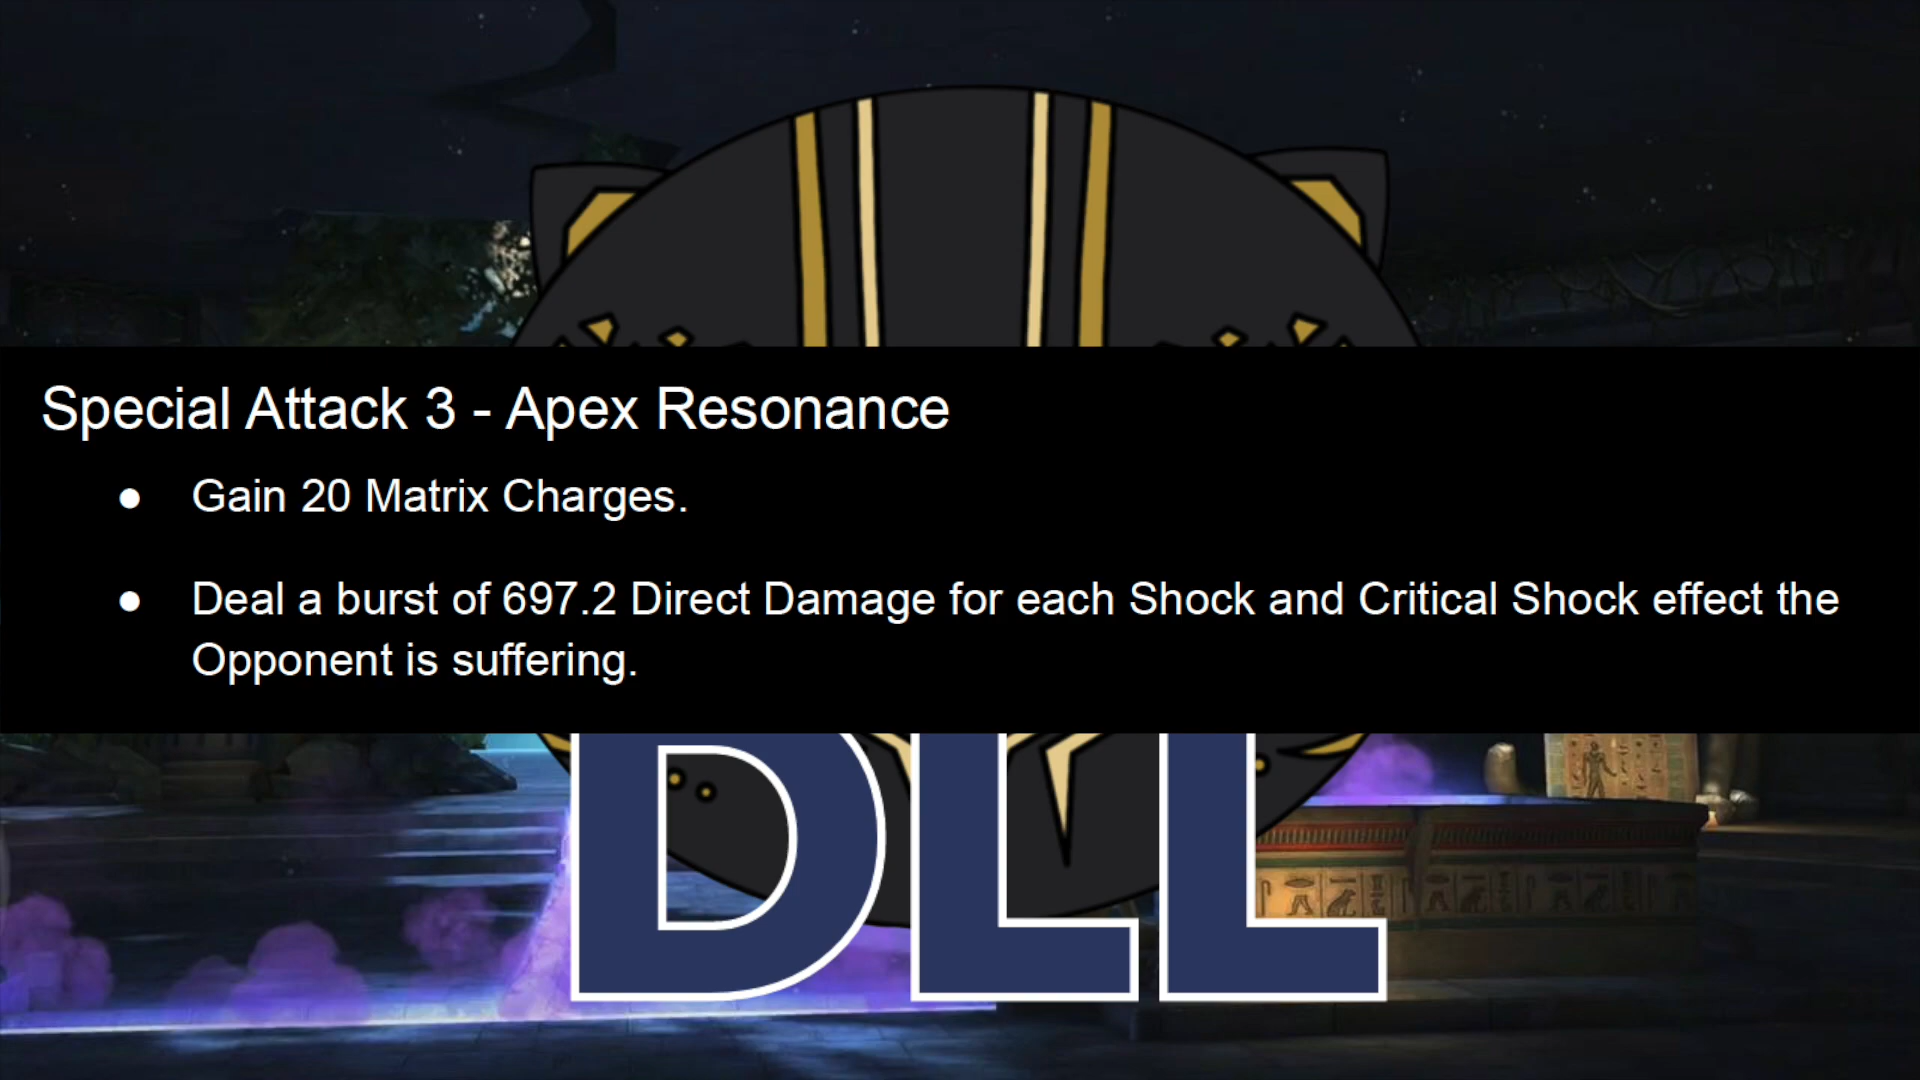 Special Attack 3 - Apex Resonance
● Gain 20 Matrix Charges.
● Deal a burst of 697.2 Direct Damage for each Shock and Critical Shock effect the
Opponent is suffering.
DLL